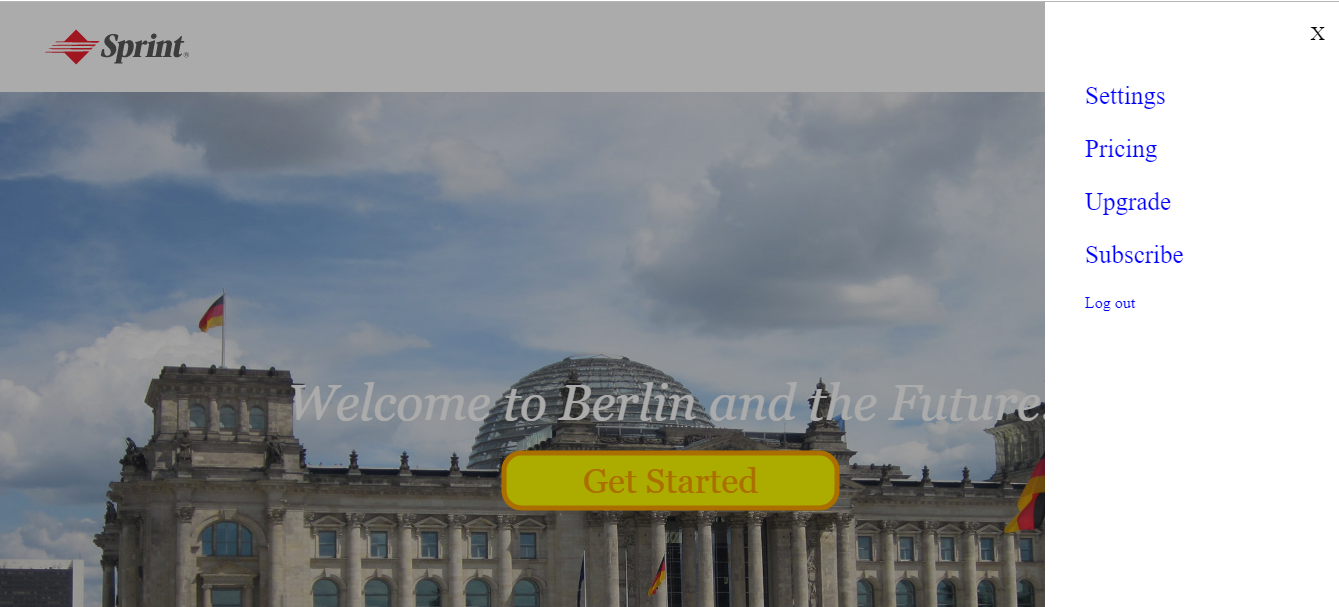 Sprint®
X
Settings
Pricing
Upgrade
Subscribe
Log out
Welcome to Berlin and the Future
Get Started